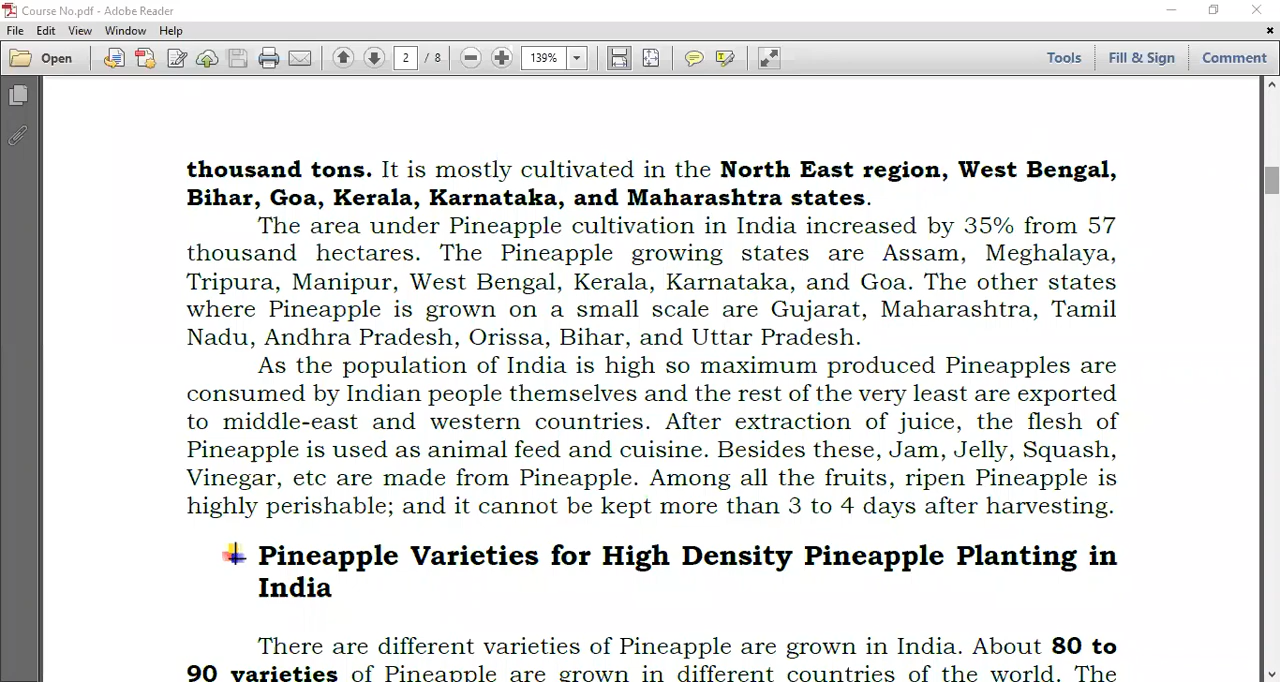 Course No.pdf - Adobe Reader
File Edit View Window Help
Open 2 / 8 139% Tools Fill & Sign Comment
thousand tons. It is mostly cultivated in the North East region, West Bengal,
Bihar, Goa, Kerala, Karnataka, and Maharashtra states.
The area under Pineapple cultivation in India increased by 35% from 57
thousand hectares. The Pineapple growing states are Assam, Meghalaya,
Tripura, Manipur, West Bengal, Kerala, Karnataka, and Goa. The other states
where Pineapple is grown on a small scale are Gujarat, Maharashtra, Tamil
Nadu, Andhra Pradesh, Orissa, Bihar, and Uttar Pradesh.
As the population of India is high so maximum produced Pineapples are
consumed by Indian people themselves and the rest of the very least are exported
to middle-east and western countries. After extraction of juice, the flesh of
Pineapple is used as animal feed and cuisine. Besides these, Jam, Jelly, Squash,
Vinegar, etc are made from Pineapple. Among all the fruits, ripen Pineapple is
highly perishable; and it cannot be kept more than 3 to 4 days after harvesting.
Pineapple Varieties for High Density Pineapple Planting in
India
There are different varieties of Pineapple are grown in India. About 80 to
90 varieties of Pineapple are grown in different countries of the world. The